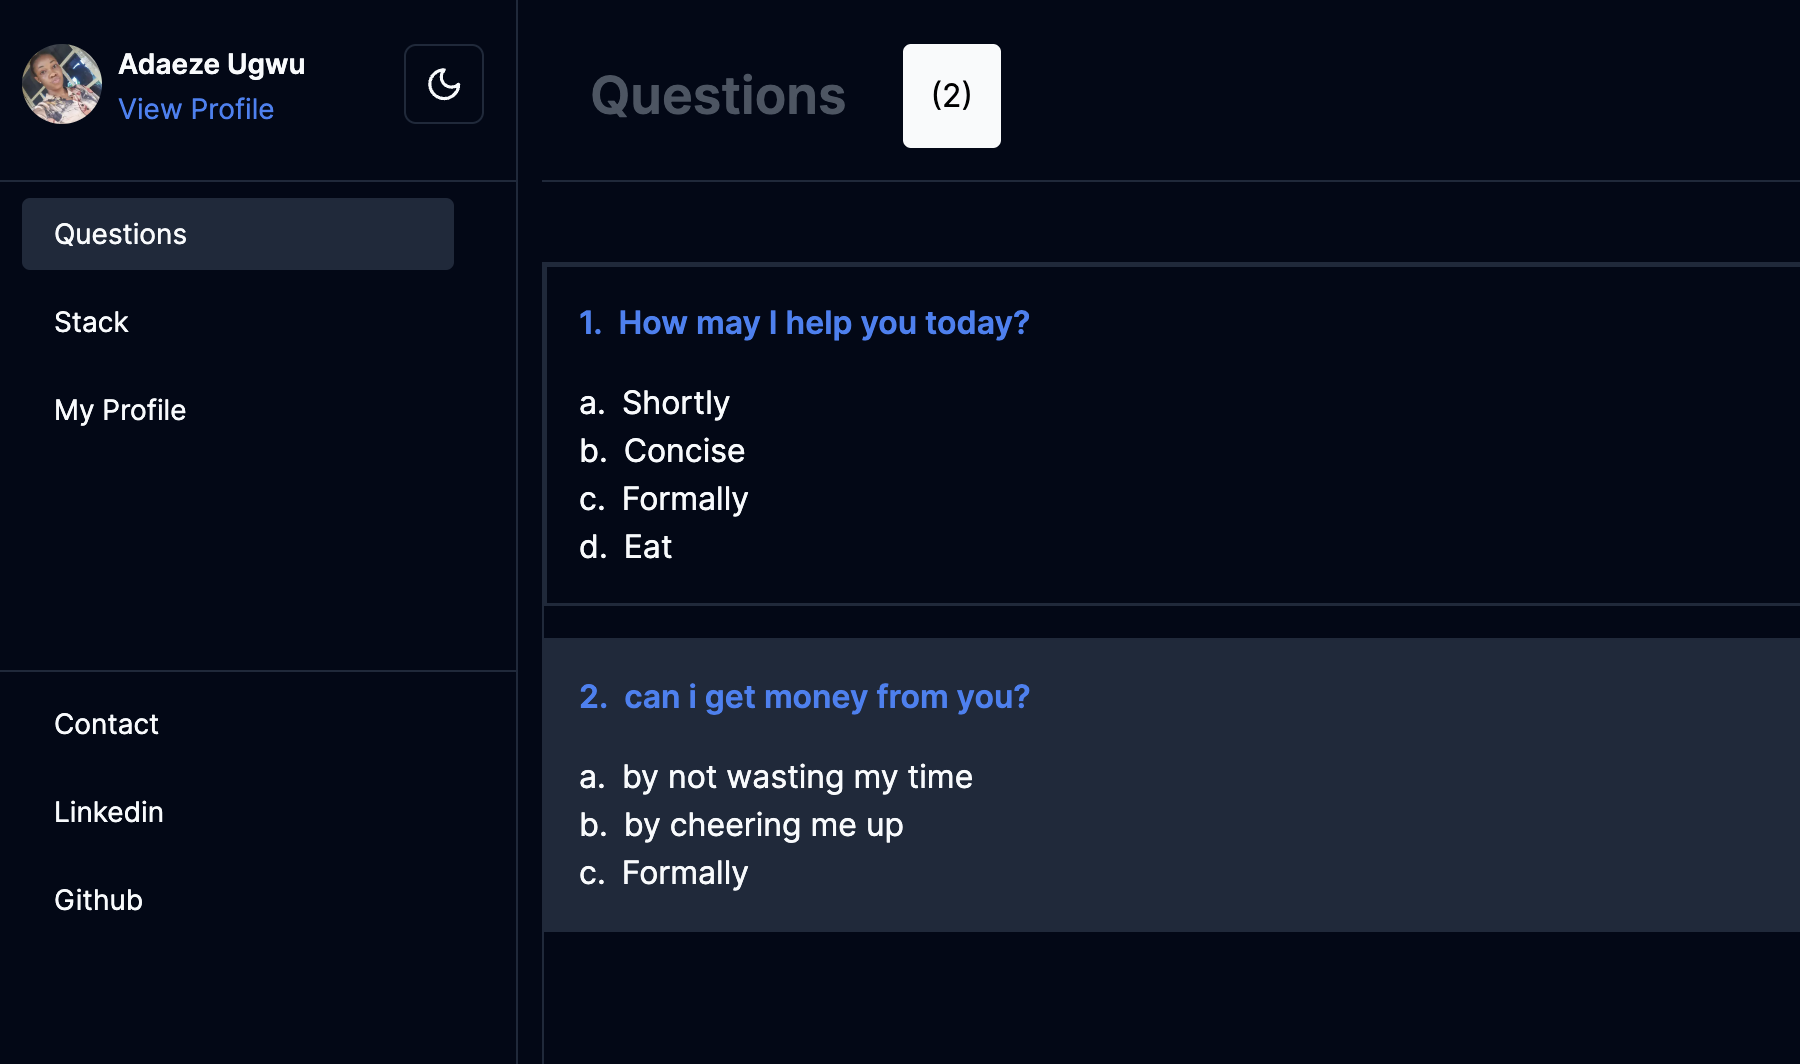 Adaeze Ugwu
View Profile
Questions
Stack
My Profile
Contact
Linkedin
Github
Questions (2)
1. How may I help you today?
a. Shortly
b. Concise
c. Formally
d. Eat
2. can i get money from you?
a. by not wasting my time
b. by cheering me up
c. Formally